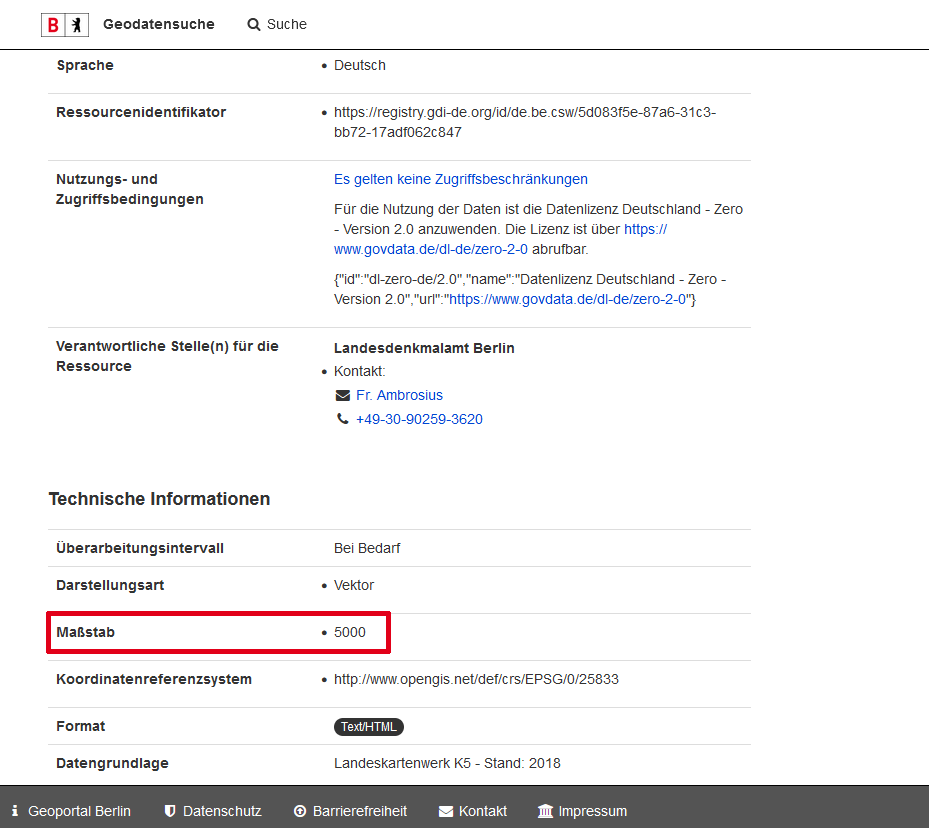 B Geodatensuche Suche
Sprache • Deutsch
Ressourcenidentifikator • https://registry.gdi-de.org/id/de.be.csw/5d083f5e-87a6-31c3-
bb72-17adf062c847
Nutzungs- und
Zugriffsbedingungen
Es gelten keine Zugriffsbeschränkungen
Für die Nutzung der Daten ist die Datenlizenz Deutschland - Zero
- Version 2.0 anzuwenden. Die Lizenz ist über https://
www.govdata.de/dl-de/zero-2-0 abrufbar.
{"id":"dl-zero-de/2.0","name":"Datenlizenz Deutschland - Zero -
Version 2.0","url":"https://www.govdata.de/dl-de/zero-2-0"}
Verantwortliche Stelle(n) für die
Ressource
Landesdenkmalamt Berlin
• Kontakt:
Fr. Ambrosius
+49-30-90259-3620
Technische Informationen
Überarbeitungsintervall Bei Bedarf
Darstellungsart • Vektor
Maßstab • 5000
Koordinatenreferenzsystem • http://www.opengis.net/def/crs/EPSG/0/25833
Format Text/HTML
Datengrundlage Landeskartenwerk K5 - Stand: 2018
Geoportal Berlin Datenschutz Barrierefreiheit Kontakt Impressum